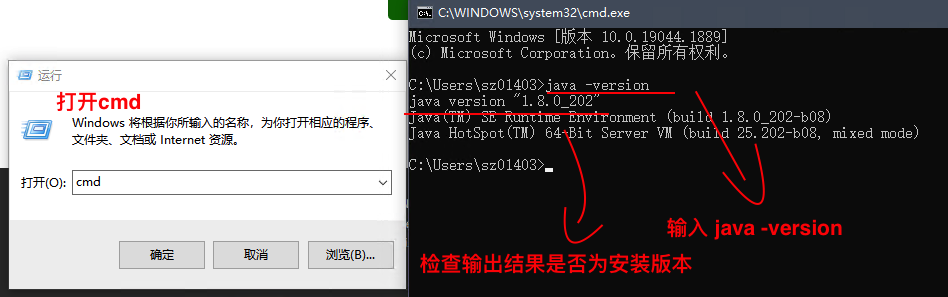 运行
打开cmd
Windows 将根据你所输入的名称，为你打开相应的程序、
文件夹、文档或 Internet 资源。
打开(O):
cmd
确定
取消
浏览(B)...
C:\WINDOWS\system32\cmd.exe
Microsoft Windows [版本 10.0.19044.1889]
(c) Microsoft Corporation。保留所有权利。
C:\Users\sz01403>java -version
java version "1.8.0_202"
Java(TM) SE Runtime Environment (build 1.8.0_202-b08)
Java HotSpot(TM) 64-Bit Server VM (build 25.202-b08, mixed mode)
C:\Users\sz01403>
输入 java -version
检查输出结果是否为安装版本